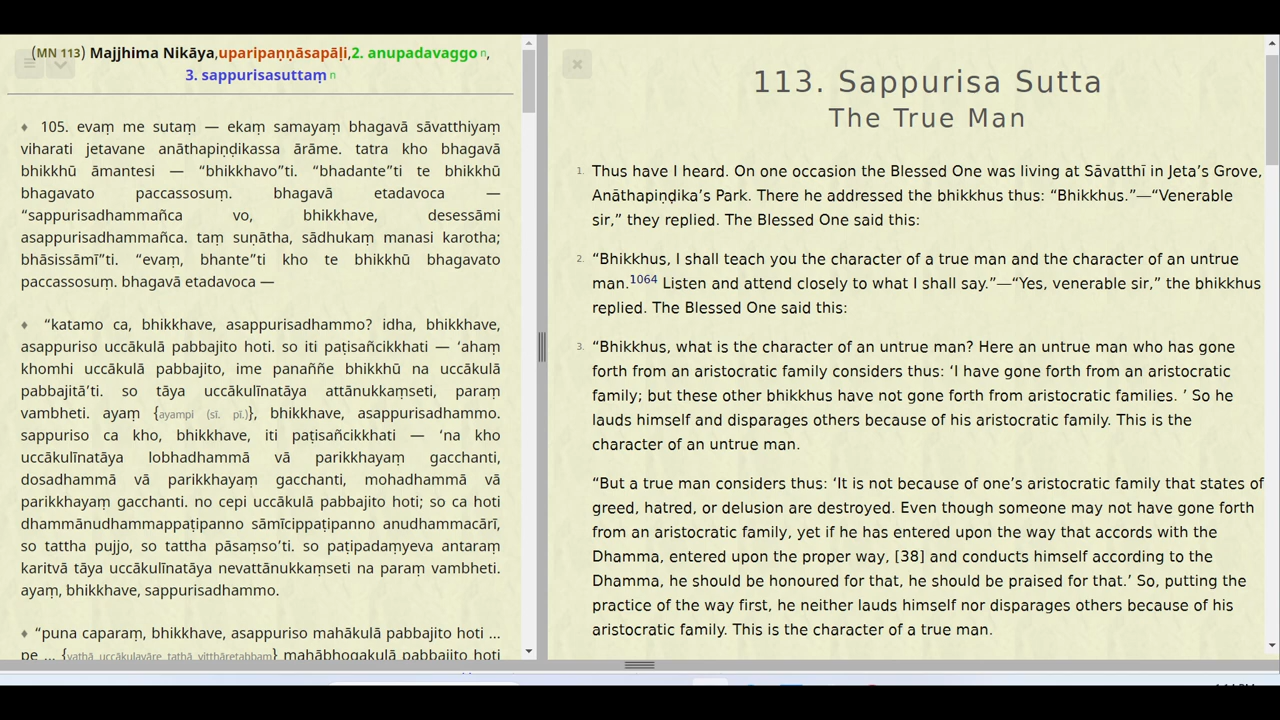 (MN 113) Majjhima Nikāya,uparipaṇṇāsapāḷi,2. anupadavaggo n,
3. sappurisasuttaṃ n
♦ 105. evaṃ me sutaṃ — ekaṃ samayaṃ bhagavā sāvatthiyaṃ
viharati jetavane anāthapiṇḍikassa ārāme. tatra kho bhagavā
bhikkhū āmantesi — “bhikkhavo”ti. “bhadante”ti te bhikkhū
bhagavato paccassosuṃ. bhagavā etadavoca —
“sappurisadhammañca vo, bhikkhave, desessāmi
asappurisadhammañca. taṃ suṇātha, sādhukaṃ manasi karotha;
bhāsissāmī”ti. “evaṃ, bhante”ti kho te bhikkhū bhagavato
paccassosuṃ. bhagavā etadavoca —
♦ “katamo ca, bhikkhave, asappurisadhammo? idha, bhikkhave,
asappuriso uccākulā pabbajito hoti. so iti paṭisañcikkhati — ‘ahaṃ
khomhi uccākulā pabbajito, ime panaññe bhikkhū na uccākulā
pabbajitā’ti. so tāya uccākulīnatāya attānukkaṃseti, paraṃ
vambheti. ayaṃ {ayampi (sī. pī.)}, bhikkhave, asappurisadhammo.
sappuriso ca kho, bhikkhave, iti paṭisañcikkhati — ‘na kho
uccākulīnatāya lobhadhammā vā parikkhayaṃ gacchanti,
dosadhammā vā parikkhayaṃ gacchanti, mohadhammā vā
parikkhayaṃ gacchanti. no cepi uccākulā pabbajito hoti; so ca hoti
dhammānudhammappaṭipanno sāmīcippaṭipanno anudhammacārī,
so tattha pujjo, so tattha pāsaṃso’ti. so paṭipadaṃyeva antaraṃ
karitvā tāya uccākulīnatāya nevattānukkaṃseti na paraṃ vambheti.
ayaṃ, bhikkhave, sappurisadhammo.
♦ “puna caparaṃ, bhikkhave, asappuriso mahākulā pabbajito hoti ...
pe ... {yathā uccākulavāre tathā vitthāretabbaṃ} mahābhogakulā pabbajito hoti
113. Sappurisa Sutta
The True Man
1. Thus have I heard. On one occasion the Blessed One was living at Sāvatthī in Jeta’s Grove,
Anāthapiṇḍika’s Park. There he addressed the bhikkhus thus: “Bhikkhus.”—“Venerable
sir,” they replied. The Blessed One said this:
2. “Bhikkhus, I shall teach you the character of a true man and the character of an untrue
man.1064 Listen and attend closely to what I shall say.”—“Yes, venerable sir,” the bhikkhus
replied. The Blessed One said this:
3. “Bhikkhus, what is the character of an untrue man? Here an untrue man who has gone
forth from an aristocratic family considers thus: ‘I have gone forth from an aristocratic
family; but these other bhikkhus have not gone forth from aristocratic families. ’ So he
lauds himself and disparages others because of his aristocratic family. This is the
character of an untrue man.
“But a true man considers thus: ‘It is not because of one’s aristocratic family that states of
greed, hatred, or delusion are destroyed. Even though someone may not have gone forth
from an aristocratic family, yet if he has entered upon the way that accords with the
Dhamma, entered upon the proper way, [38] and conducts himself according to the
Dhamma, he should be honoured for that, he should be praised for that.’ So, putting the
practice of the way first, he neither lauds himself nor disparages others because of his
aristocratic family. This is the character of a true man.